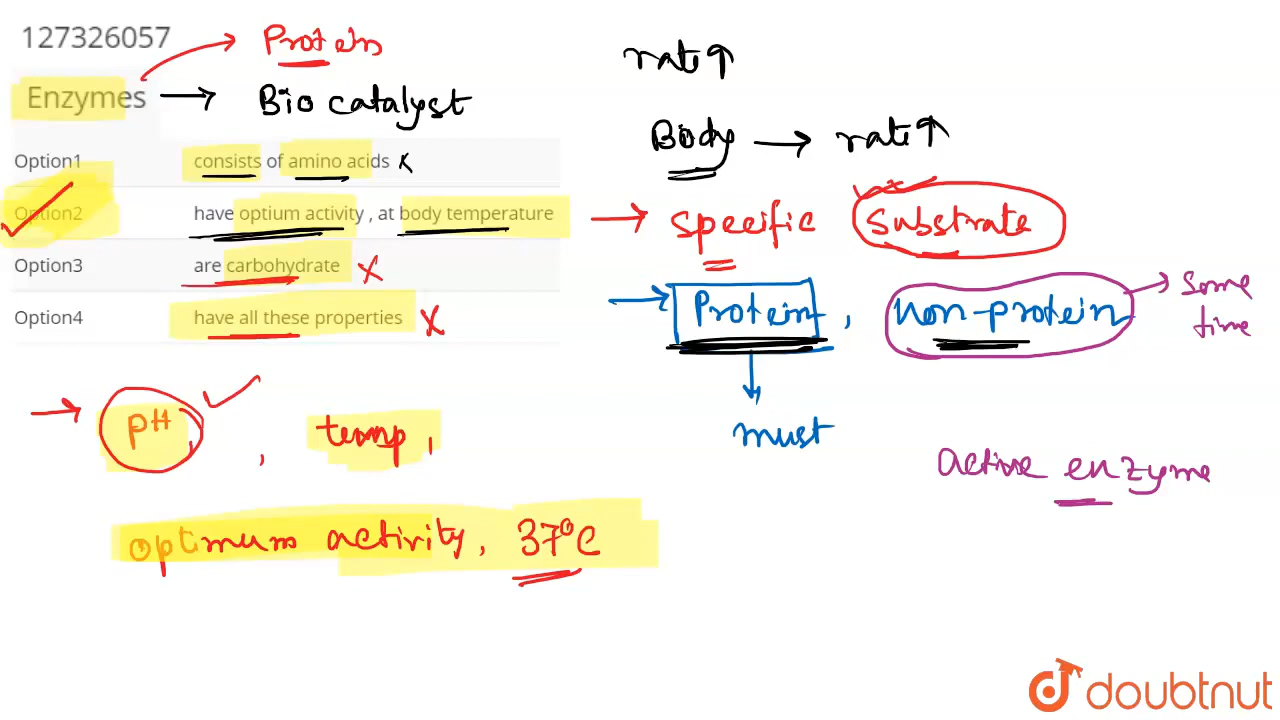 127326057
Proteins
rate↑
Enzymes → Bio catalyst
Body → rate↑
Option1 consists of amino acids x
Option2 have optium activity , at body temperature
→ specific substrate
Option3 are carbohydrate x
→ Protein , non-protein → Some time
Option4 have all these properties x
must
→ pH , temp,
active enzyme
optimum activity, 37°C
doubtnut